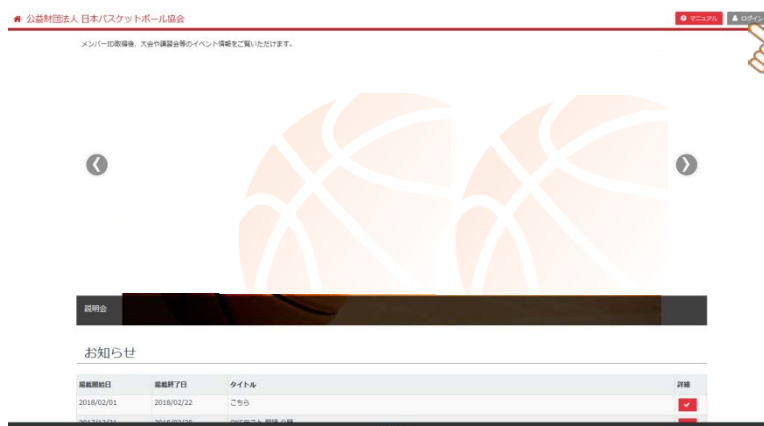 公益財団法人 日本バスケットボール協会
マニュアル
ログイン
メンバーID取得後、大会や講習会等のイベント情報をご覧いただけます。
説明会
お知らせ
掲載開始日 掲載終了日 タイトル 詳細
2018/02/01 2018/02/22 こちら